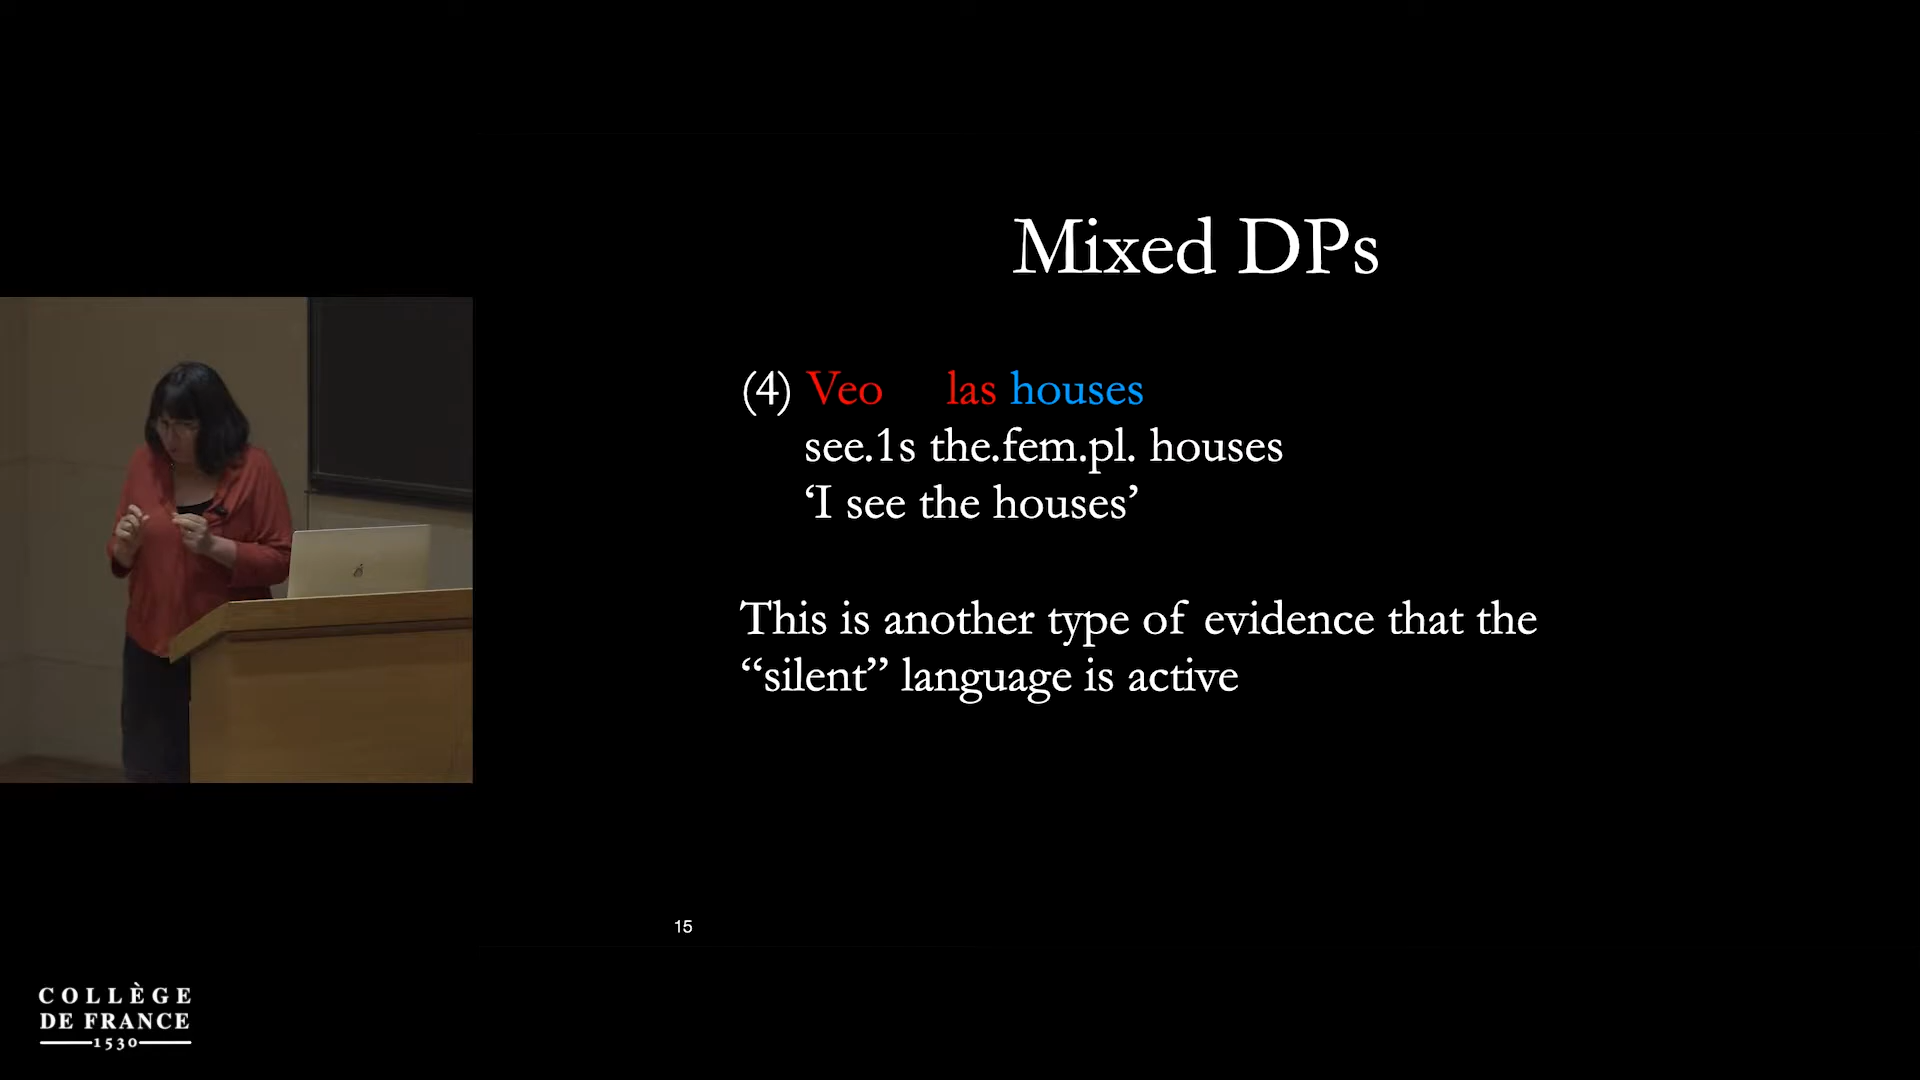 Mixed DPs
(4) Veo las houses
see.1s the.fem.pl. houses
‘I see the houses’
This is another type of evidence that the
“silent” language is active
15
COLLÈGE
DE FRANCE
1530